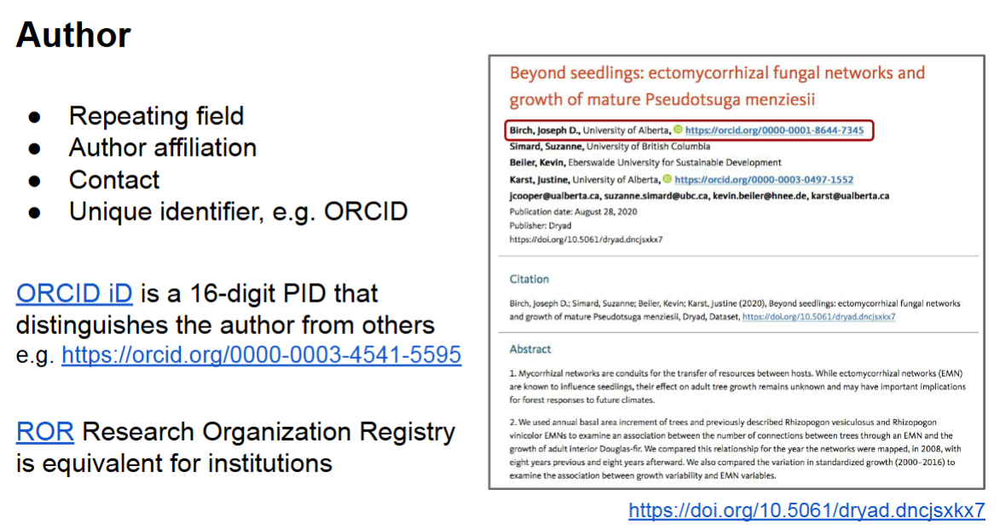 Author
● Repeating field
● Author affiliation
● Contact
● Unique identifier, e.g. ORCID
ORCID iD is a 16-digit PID that
distinguishes the author from others
e.g. https://orcid.org/0000-0003-4541-5595
ROR Research Organization Registry
is equivalent for institutions
Beyond seedlings: ectomycorrhizal fungal networks and
growth of mature Pseudotsuga menziesii
Birch, Joseph D., University of Alberta, iD https://orcid.org/0000-0001-8644-7345
Simard, Suzanne, University of British Columbia
Beiler, Kevin, Eberswalde University for Sustainable Development
Karst, Justine, University of Alberta, iD https://orcid.org/0000-0003-0497-1552
jcooper@ualberta.ca, suzanne.simard@ubc.ca, kevin.beiler@hnee.de, karst@ualberta.ca
Publication date: August 28, 2020
Publisher: Dryad
https://doi.org/10.5061/dryad.dncjsxkx7
Citation
Birch, Joseph D.; Simard, Suzanne; Beiler, Kevin; Karst, Justine (2020), Beyond seedlings: ectomycorrhizal fungal networks
and growth of mature Pseudotsuga menziesii, Dryad, Dataset, https://doi.org/10.5061/dryad.dncjsxkx7
Abstract
1. Mycorrhizal networks are conduits for the transfer of resources between hosts. While ectomycorrhizal networks (EMN)
are known to influence seedlings, their effect on adult tree growth remains unknown and may have important implications
for forest responses to future climates.
2. We used annual basal area increment of trees and previously described Rhizopogon vesiculosus and Rhizopogon
vinicolor EMNs to examine an association between the number of connections between trees through an EMN and the
growth of adult interior Douglas-fir. We compared this relationship for the year the networks were mapped, in 2008, with
eight years previous and eight years afterward. We also compared the variation in standardized growth (2000–2016) to
examine the association between growth variability and EMN variables.
https://doi.org/10.5061/dryad.dncjsxkx7